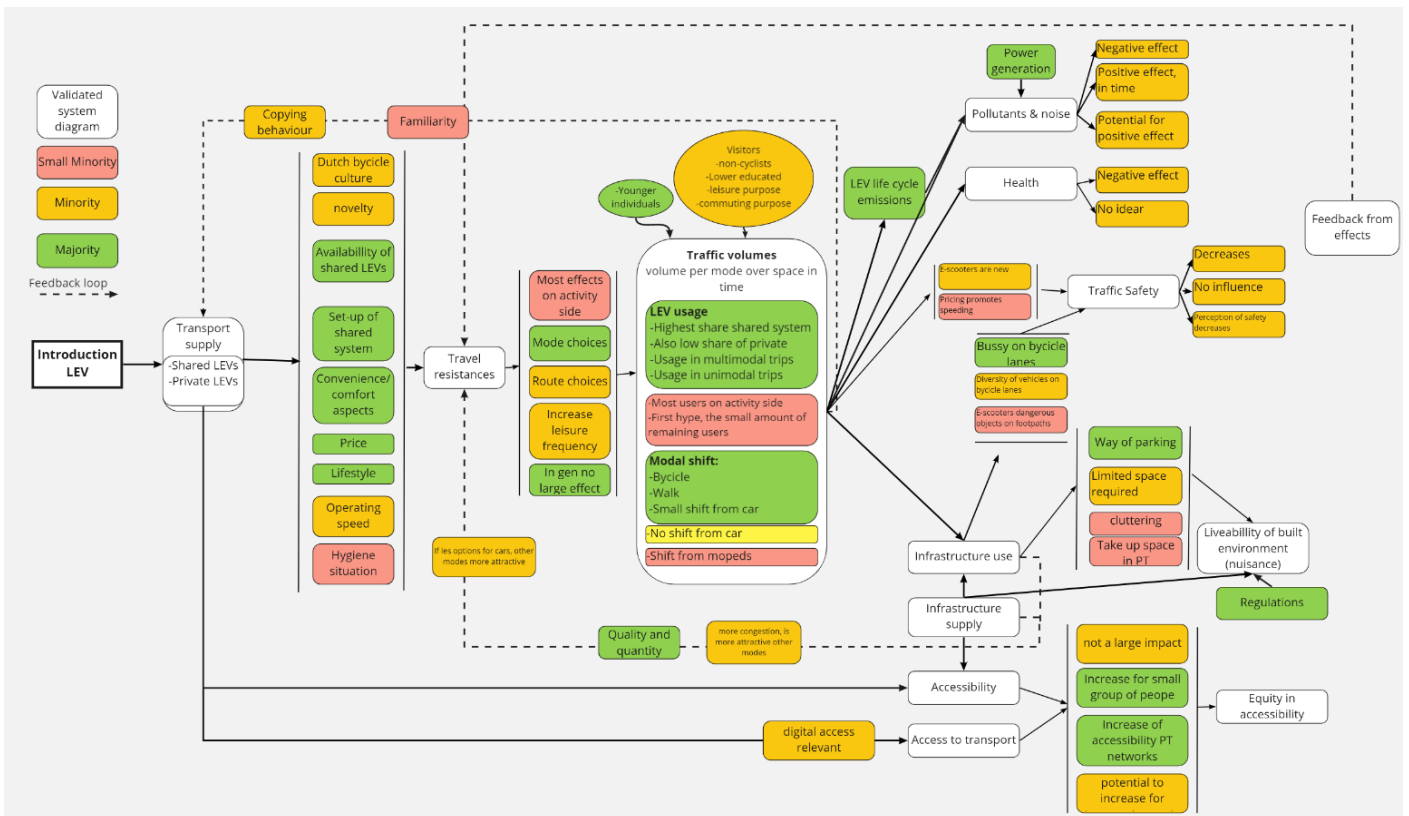 Validated
system
diagram
Small Minority
Minority
Majority
Feedback loop
Introduction
LEV
Transport
supply
-Shared LEVs
-Private LEVs
Copying
behaviour
Familiarity
Dutch bycicle
culture
novelty
Availabillity of
shared LEVs
Set-up of
shared
system
Convenience/
comfort
aspects
Price
Lifestyle
Operating
speed
Hygiene
situation
Travel
resistances
If les options for cars, other
modes more attractive
Most effects
on activity
side
Mode choices
Route choices
Increase
leisure
frequency
In gen no
large effect
-Younger
individuals
Visitors
-non-cyclists
-Lower educated
-leisure purpose
-commuting purpose
Traffic volumes
volume per mode over space in
time
LEV usage
-Highest share shared system
-Also low share of private
-Usage in multimodal trips
-Usage in unimodal trips
-Most users on activity side
-First hype, the small amount of
remaining users
Modal shift:
-Bycicle
-Walk
-Small shift from car
-No shift from car
-Shift from mopeds
Quality and
quantity
more congestion, is
more attractive other
modes
digital access
relevant
LEV life cycle
emissions
Power
generation
Pollutants & noise
Negative effect
Positive effect,
in time
Potential for
positive effect
Health
Negative effect
No idear
Feedback from
effects
E-scooters are new
Pricing promotes
speeding
Traffic Safety
Decreases
No influence
Perception of safety
decreases
Bussy on bycicle
lanes
Diversity of vehicles on
bycicle lanes
E-scooters dangerous
objects on footpaths
Infrastructure use
Infrastructure
supply
Way of parking
Limited space
required
cluttering
Take up space
in PT
Liveabillity of built
environment
(nuisance)
Regulations
Accessibility
Access to transport
not a large impact
Increase for small
group of peope
Increase of
accessibility PT
networks
potential to
increase for
Equity in
accessibility